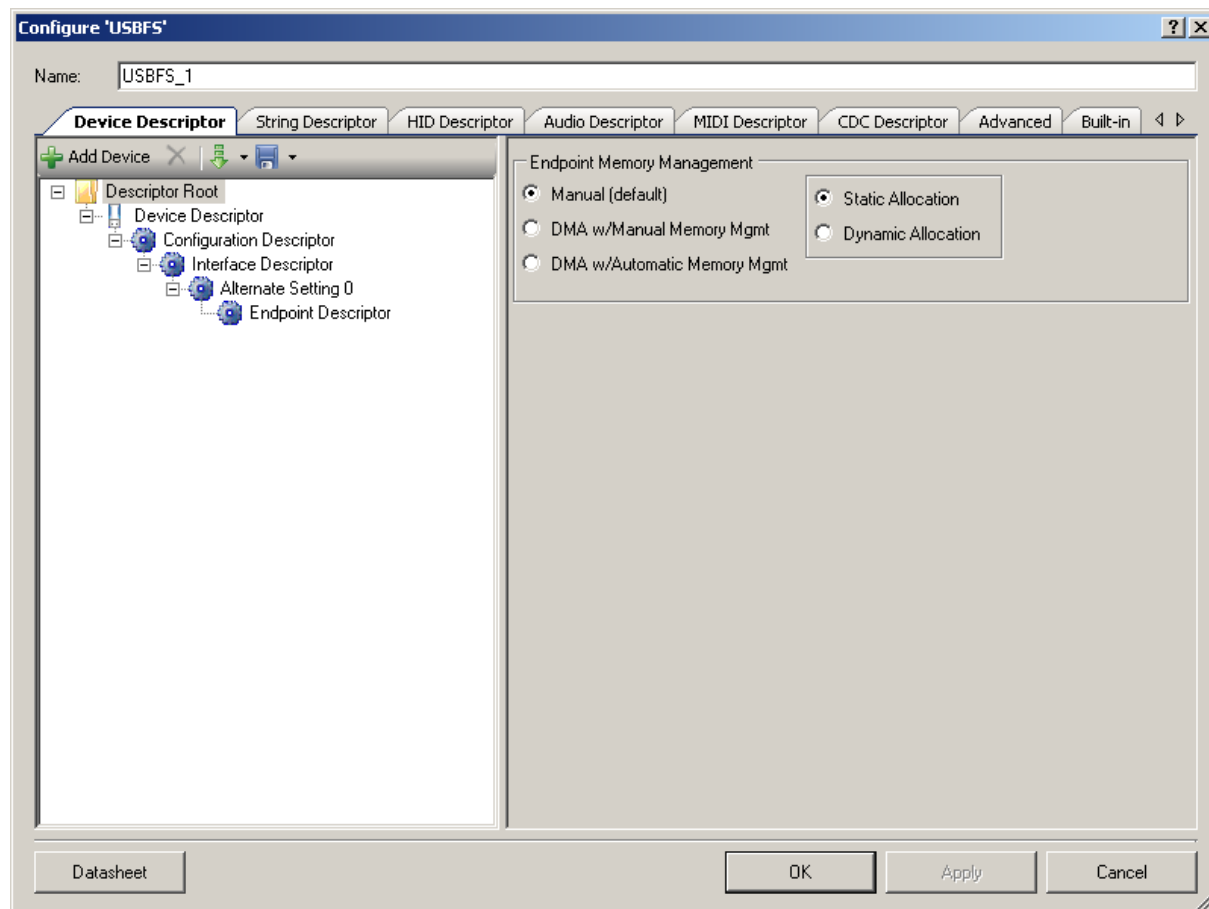 Configure 'USBFS'
Name: USBFS_1
Device Descriptor String Descriptor HID Descriptor Audio Descriptor MIDI Descriptor CDC Descriptor Advanced Built-in
Add Device
Descriptor Root
Device Descriptor
Configuration Descriptor
Interface Descriptor
Alternate Setting 0
Endpoint Descriptor
Endpoint Memory Management
Manual (default)
DMA w/Manual Memory Mgmt
DMA w/Automatic Memory Mgmt
Static Allocation
Dynamic Allocation
Datasheet OK Apply Cancel